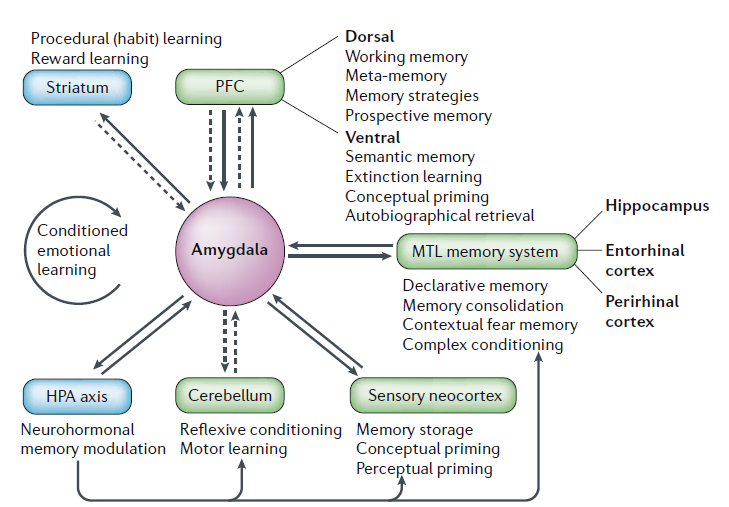 Procedural (habit) learning
Reward learning
Striatum
PFC
Dorsal
Working memory
Meta-memory
Memory strategies
Prospective memory
Ventral
Semantic memory
Extinction learning
Conceptual priming
Autobiographical retrieval
Conditioned
emotional
learning
Amygdala
MTL memory system
Hippocampus
Entorhinal
cortex
Perirhinal
cortex
Declarative memory
Memory consolidation
Contextual fear memory
Complex conditioning
HPA axis
Neurohormonal
memory modulation
Cerebellum
Reflexive conditioning
Motor learning
Sensory neocortex
Memory storage
Conceptual priming
Perceptual priming